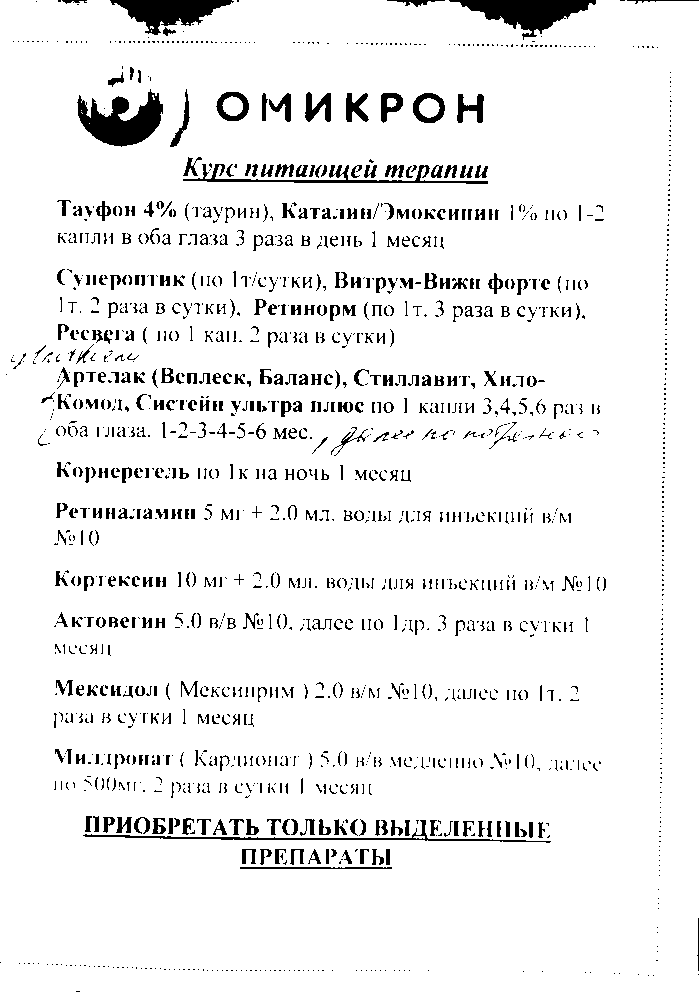 ОМИКРОН
Курс питающей терапии
Тауфон 4% (таурин), Каталин/Эмоксипин 1% по 1-2
капли в оба глаза 3 раза в день 1 месяц
Супероптик (по 1т/сутки), Витрум-Вижн форте (по
1т. 2 раза в сутки), Ретинорм (по 1т. 3 раза в сутки),
Ресвега ( по 1 кап. 2 раза в сутки)
Артелак (Всплеск, Баланс), Стиллавит, Хило-
Комод, Систейн ультра плюс по 1 капли 3,4,5,6 раз в
оба глаза. 1-2-3-4-5-6 мес., далее по
Корнерегель по 1к на ночь 1 месяц
Ретиналамин 5 мг + 2.0 мл. воды для инъекций в/м
№10
Кортексин 10 мг + 2.0 мл. воды для инъекций в/м №10
Актовегин 5.0 в/в №10, далее по 1др. 3 раза в сутки 1
месяц
Мексидол ( Мексиприм ) 2.0 в/м №10, далее по 1т. 2
раза в сутки 1 месяц
Милдронат ( Кардионат ) 5.0 в/в медленно №10, далее
по 500мг. 2 раза в сутки 1 месяц
ПРИОБРЕТАТЬ ТОЛЬКО ВЫДЕЛЕННЫЕ
ПРЕПАРАТЫ